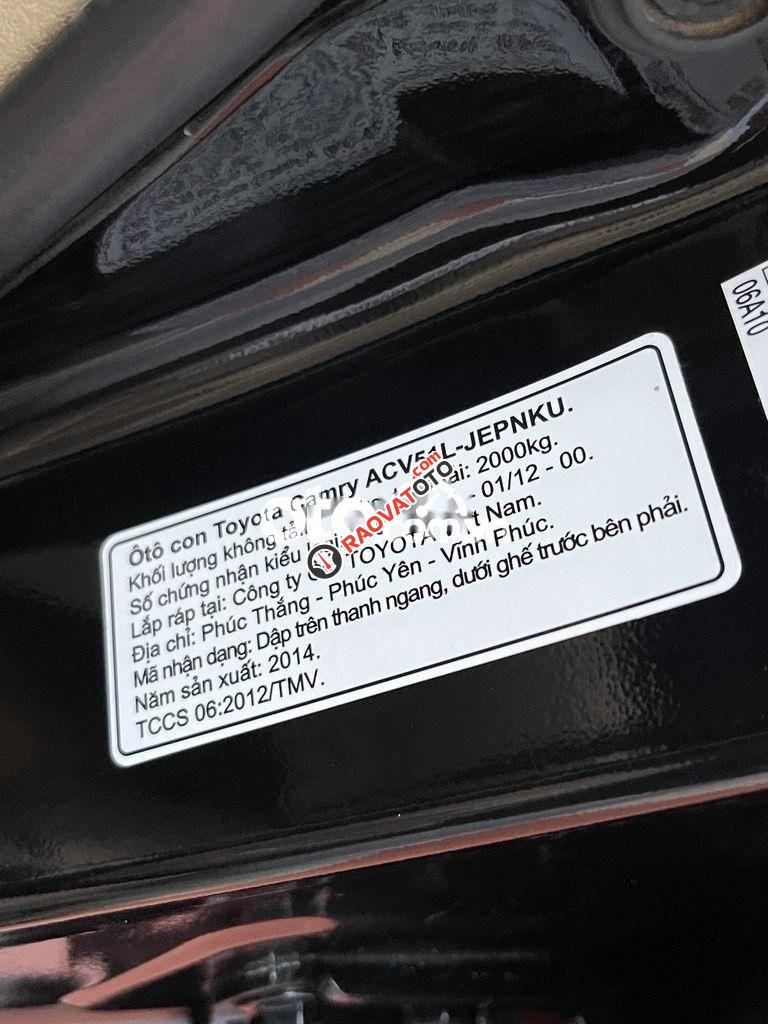 06A10
Ôtô con Toyota Camry ACV51L-JEPNKU.
Khối lượng không tải: 2000kg.
Số chứng nhận kiểu 01/12 - 00.
Lắp ráp tại: Công ty TOYOTA Việt Nam.
Địa chỉ: Phúc Thắng - Phúc Yên - Vĩnh Phúc.
Mã nhận dạng: Dập trên thanh ngang, dưới ghế trước bên phải.
Năm sản xuất: 2014.
TCCS 06:2012/TMV.
RAOVATOTO.com